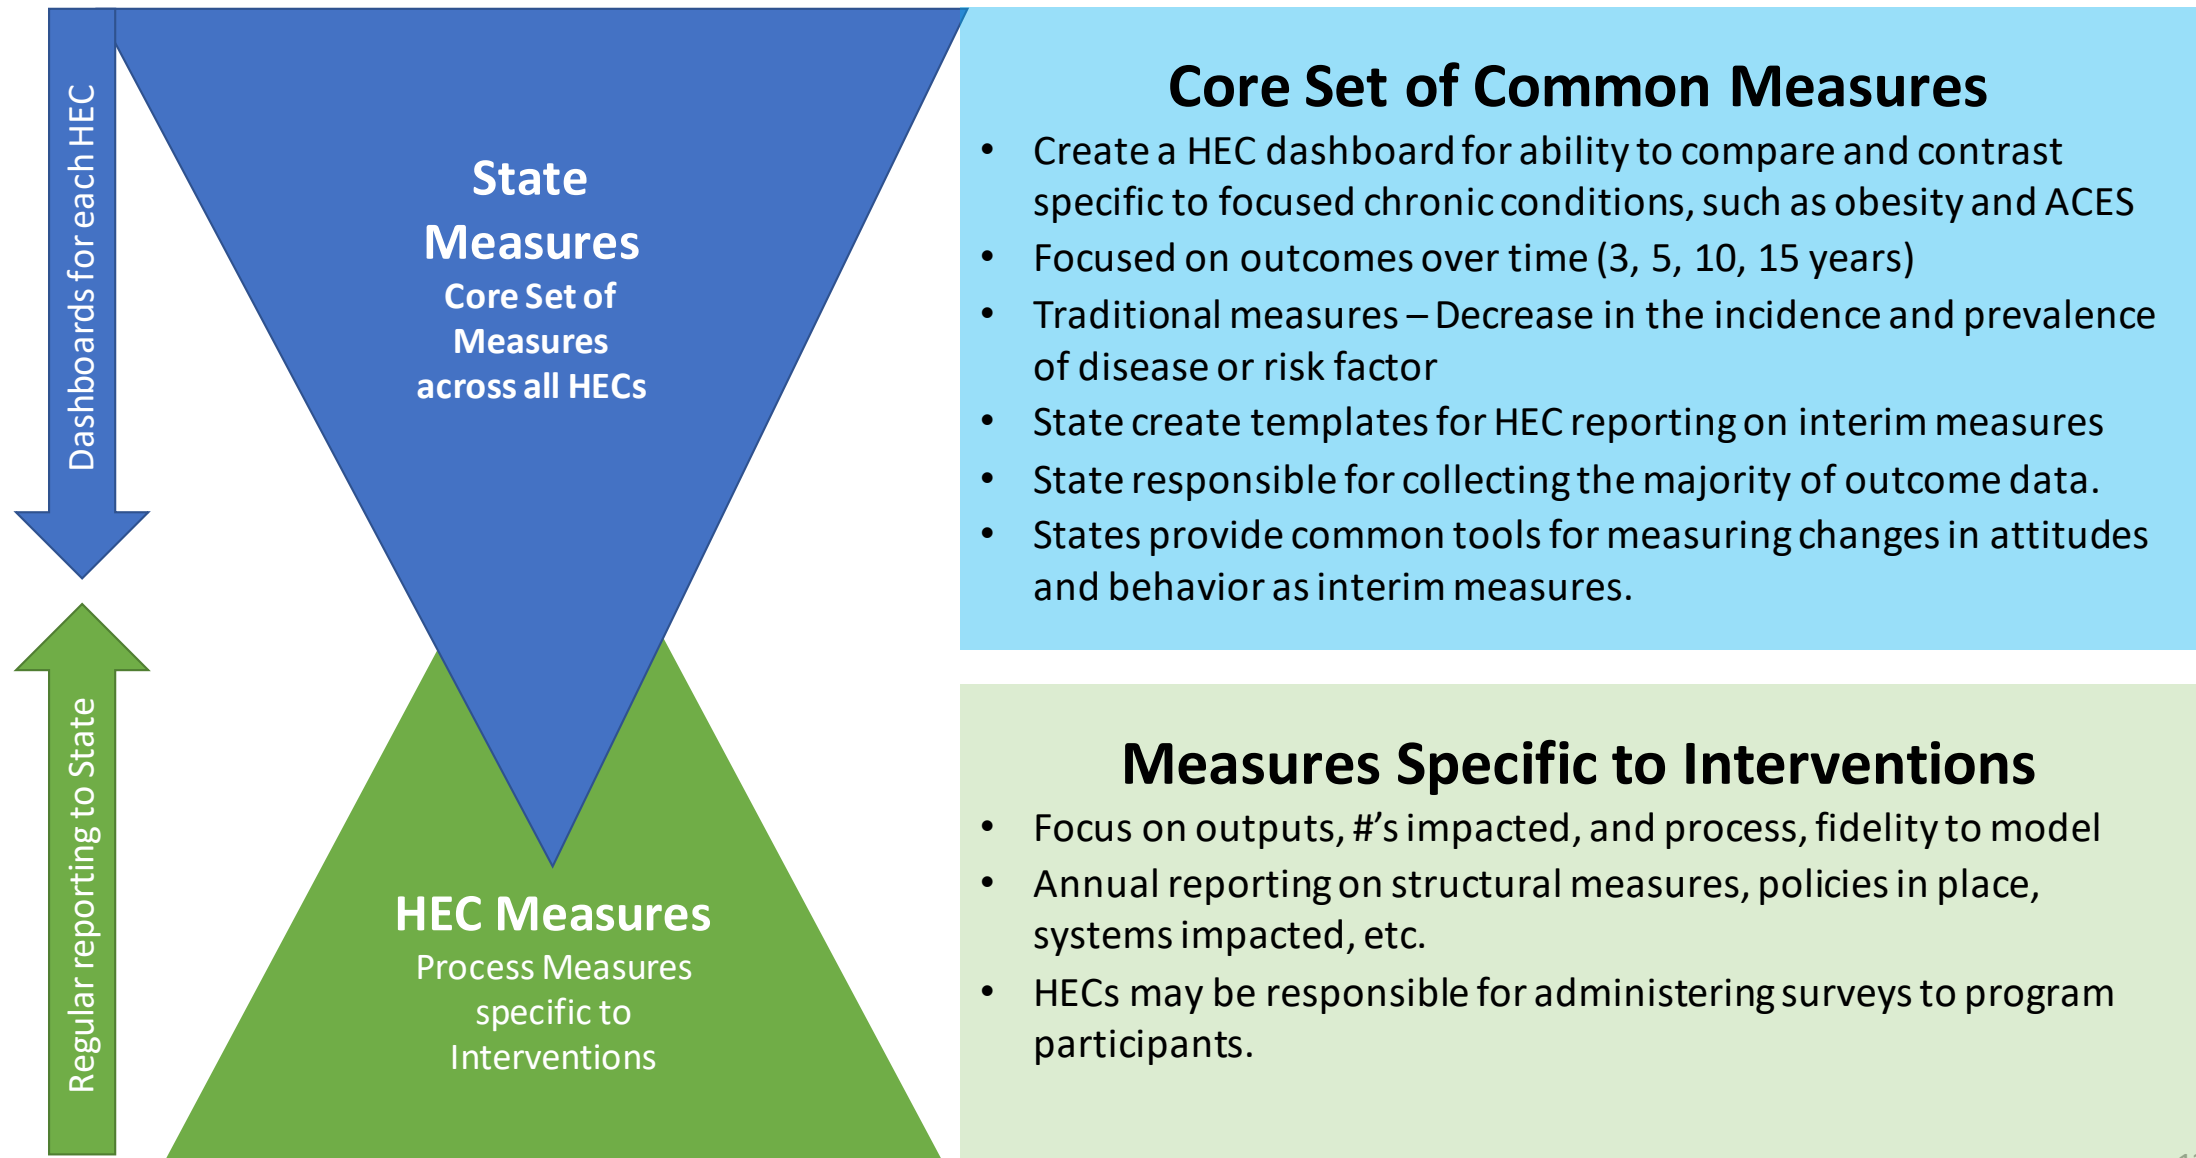 Dashboards for each HEC
State
Measures
Core Set of
Measures
across all HECs
Regular reporting to State
HEC Measures
Process Measures
specific to
Interventions
Core Set of Common Measures
• Create a HEC dashboard for ability to compare and contrast
specific to focused chronic conditions, such as obesity and ACES
• Focused on outcomes over time (3, 5, 10, 15 years)
• Traditional measures – Decrease in the incidence and prevalence
of disease or risk factor
• State create templates for HEC reporting on interim measures
• State responsible for collecting the majority of outcome data.
• States provide common tools for measuring changes in attitudes
and behavior as interim measures.
Measures Specific to Interventions
• Focus on outputs, #’s impacted, and process, fidelity to model
• Annual reporting on structural measures, policies in place,
systems impacted, etc.
• HECs may be responsible for administering surveys to program
participants.